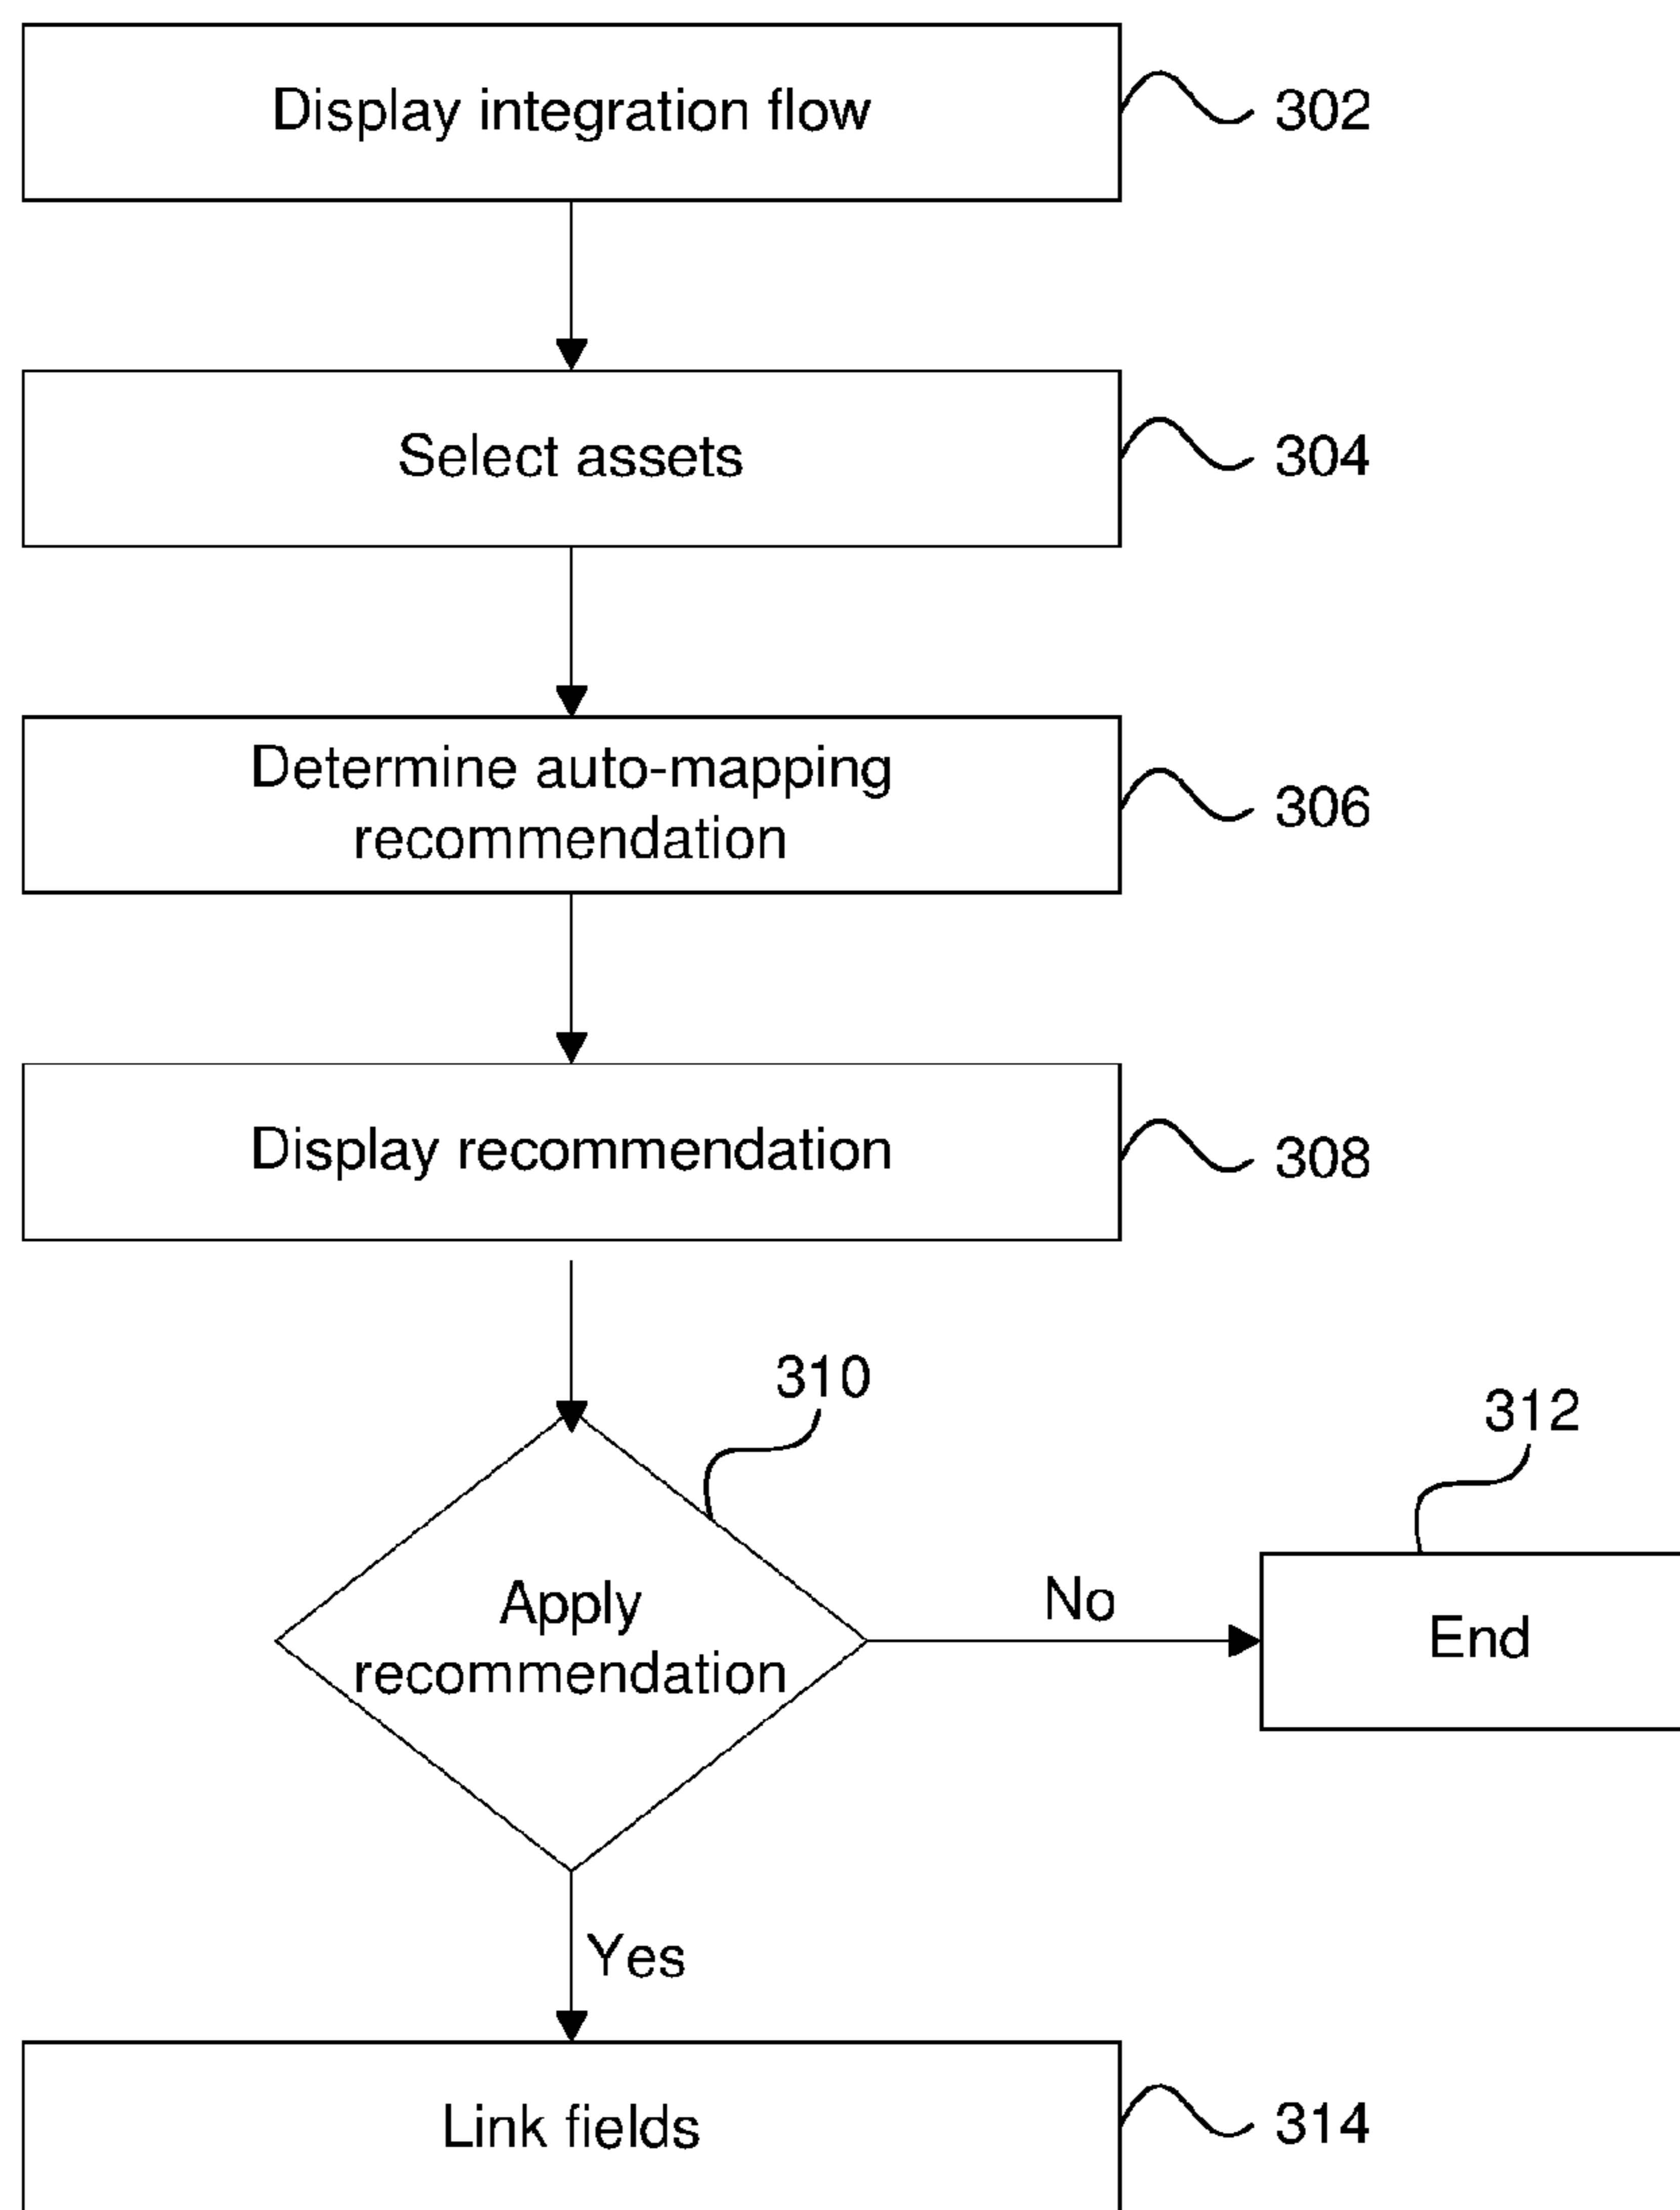 Display integration flow
302
Select assets
304
Determine auto-mapping
recommendation
306
Display recommendation
308
310
312
Apply
recommendation
No
End
Yes
Link fields
314